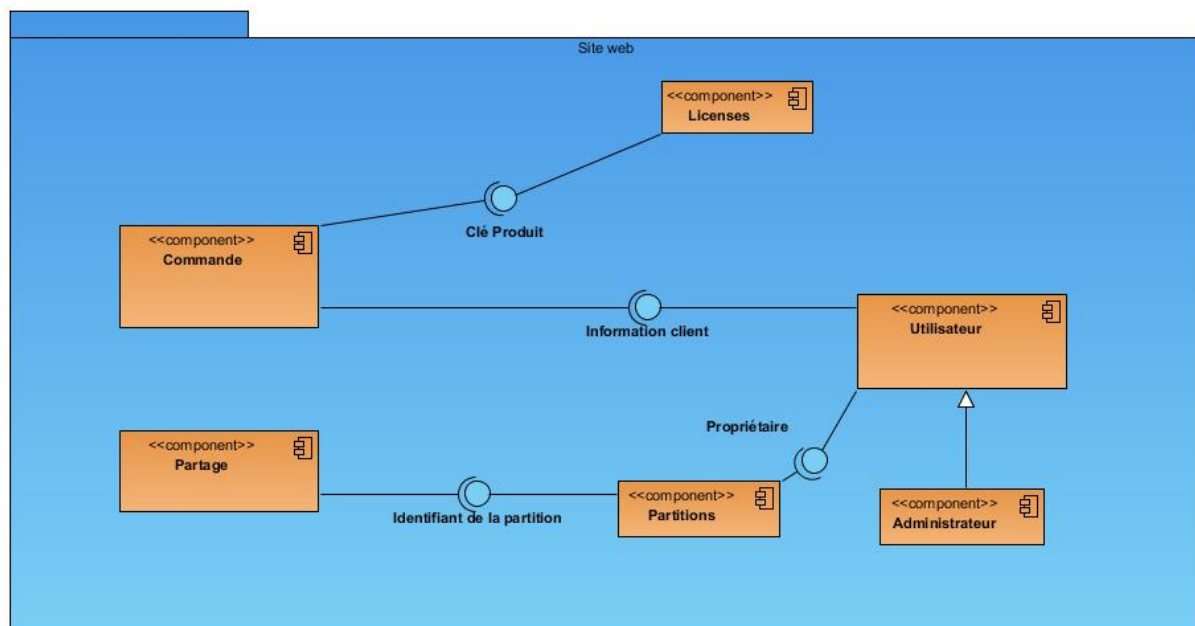 Site web
<<component>>
Licenses
Clé Produit
<<component>>
Commande
<<component>>
Utilisateur
Information client
Propriétaire
<<component>>
Partage
<<component>>
Partitions
<<component>>
Administrateur
Identifiant de la partition